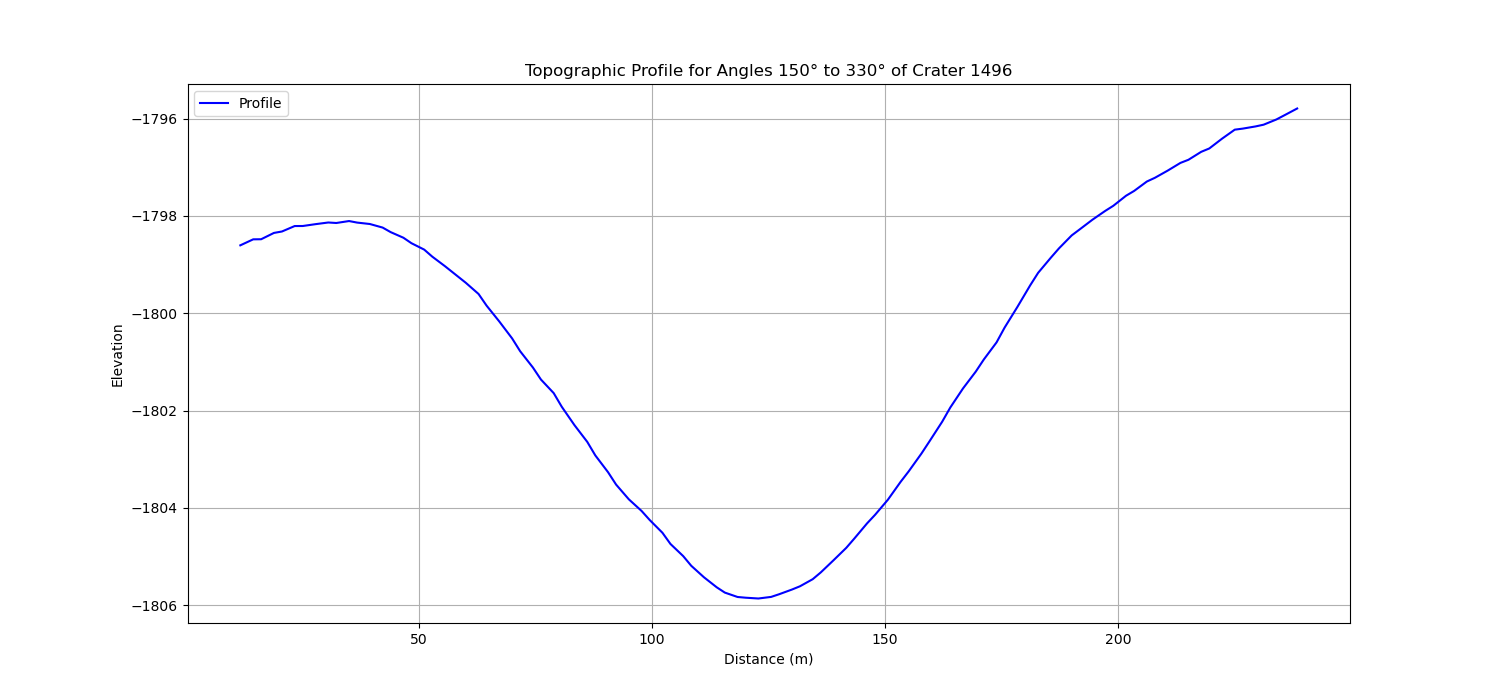 Topographic Profile for Angles 150° to 330° of Crater 1496
Profile
−1796
−1798
−1800
−1802
−1804
−1806
Elevation
50
100
150
200
Distance (m)